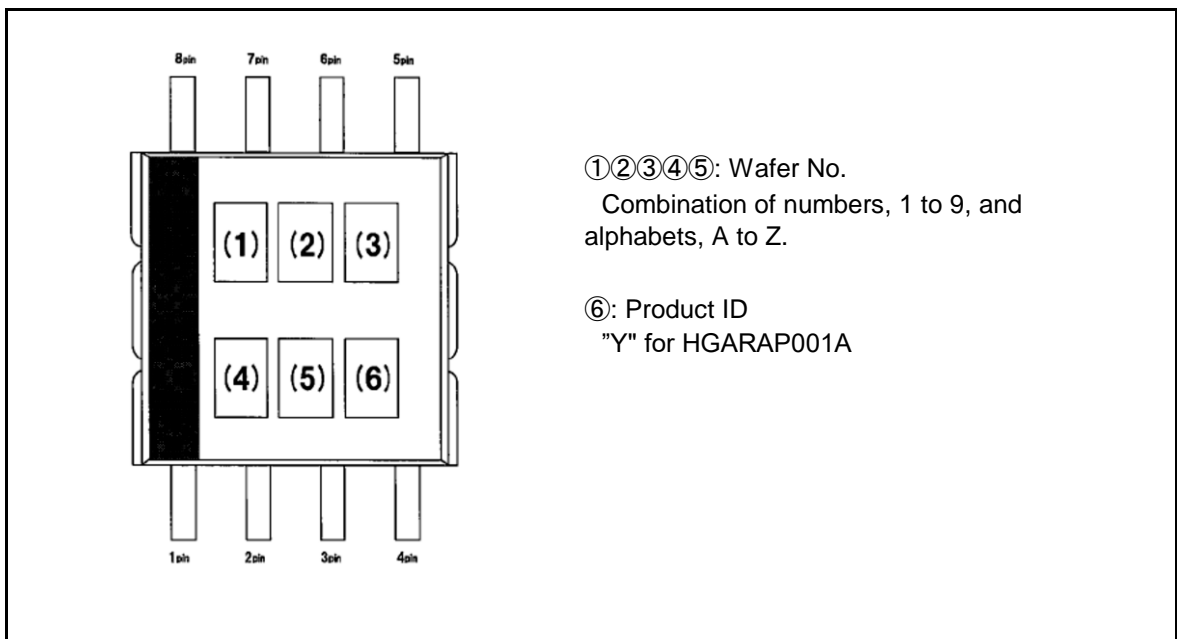 8pin 7pin 6pin 5pin
(1) (2) (3)
(4) (5) (6)
1pin 2pin 3pin 4pin
①②③④⑤: Wafer No.
Combination of numbers, 1 to 9, and
alphabets, A to Z.
⑥: Product ID
”Y" for HGARAP001A